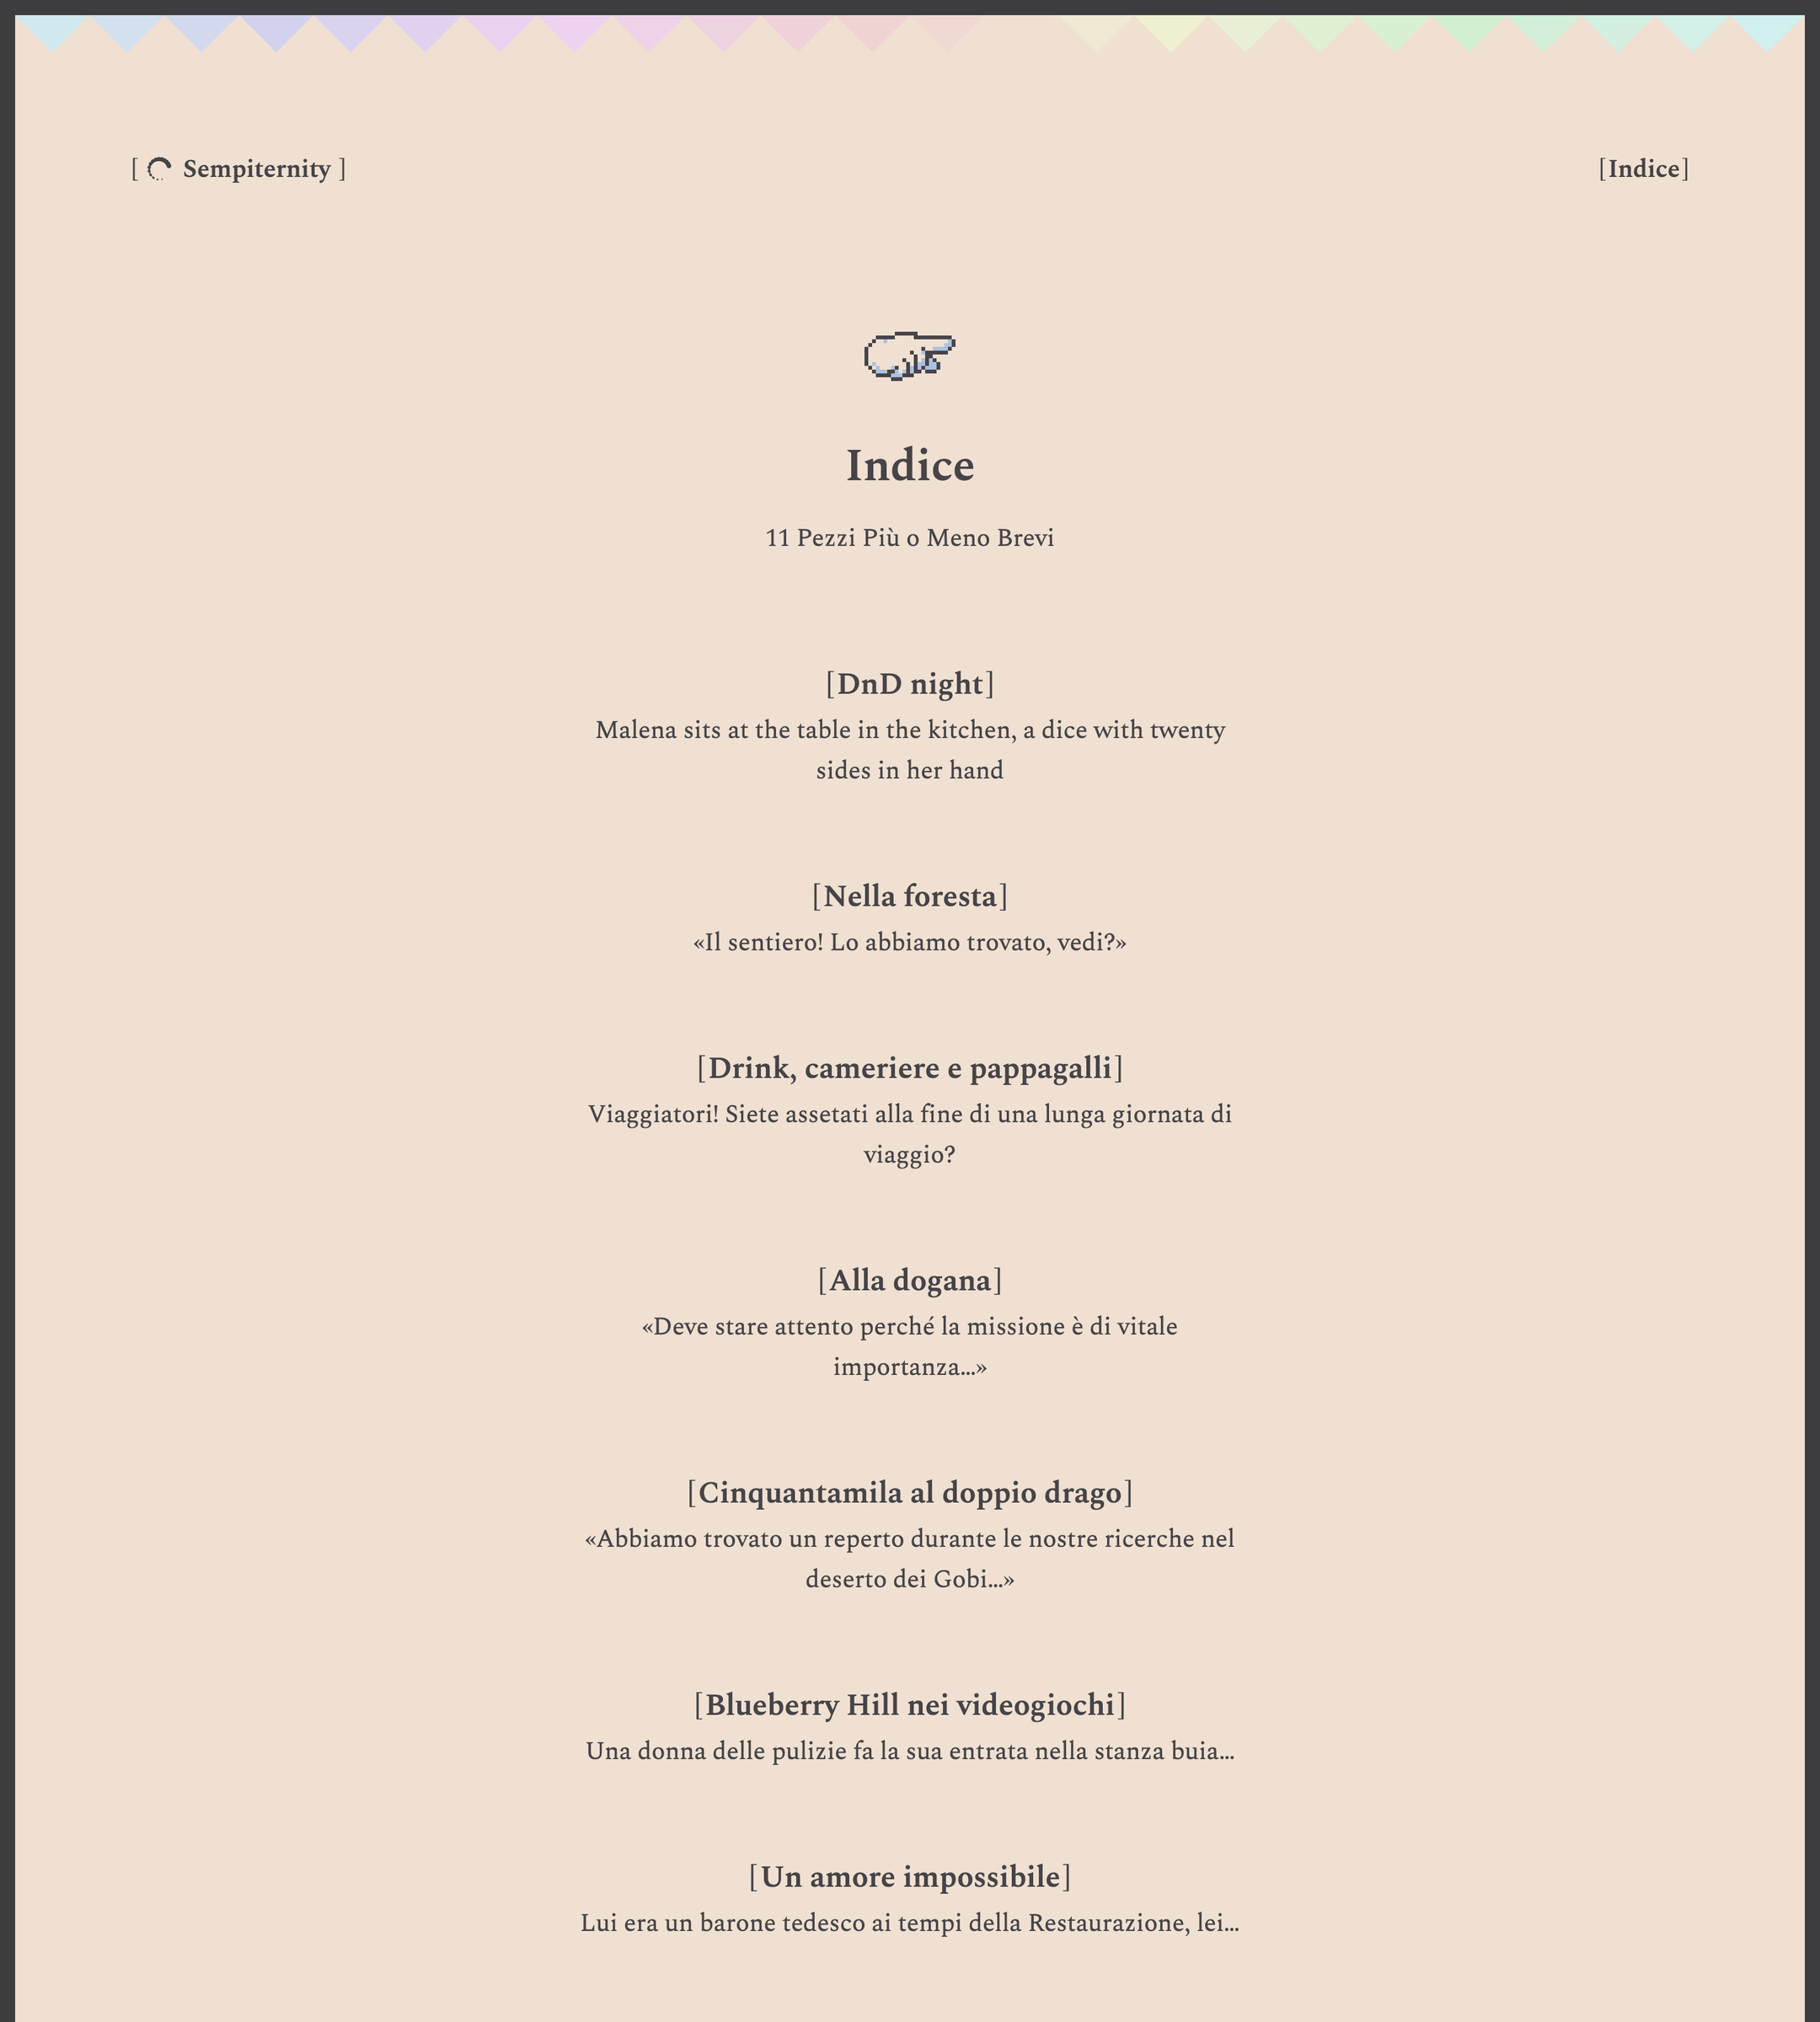 [ Sempiternity ]
[Indice]
Indice
11 Pezzi Più o Meno Brevi
[DnD night]
Malena sits at the table in the kitchen, a dice with twenty
sides in her hand
[Nella foresta]
«Il sentiero! Lo abbiamo trovato, vedi?»
[Drink, cameriere e pappagalli]
Viaggiatori! Siete assetati alla fine di una lunga giornata di
viaggio?
[Alla dogana]
«Deve stare attento perché la missione è di vitale
importanza…»
[Cinquantamila al doppio drago]
«Abbiamo trovato un reperto durante le nostre ricerche nel
deserto dei Gobi…»
[Blueberry Hill nei videogiochi]
Una donna delle pulizie fa la sua entrata nella stanza buia…
[Un amore impossibile]
Lui era un barone tedesco ai tempi della Restaurazione, lei…